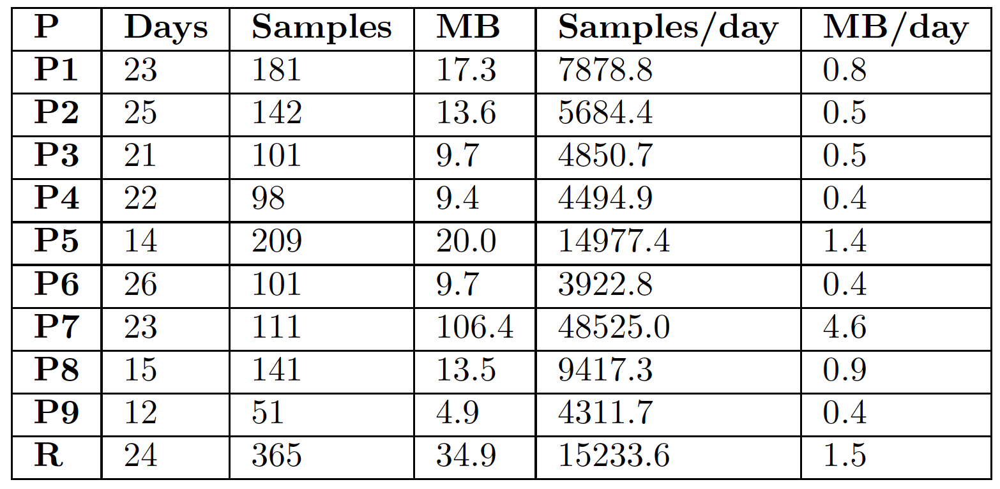 P Days Samples MB Samples/day MB/day
P1 23 181 17.3 7878.8 0.8
P2 25 142 13.6 5684.4 0.5
P3 21 101 9.7 4850.7 0.5
P4 22 98 9.4 4494.9 0.4
P5 14 209 20.0 14977.4 1.4
P6 26 101 9.7 3922.8 0.4
P7 23 111 106.4 48525.0 4.6
P8 15 141 13.5 9417.3 0.9
P9 12 51 4.9 4311.7 0.4
R 24 365 34.9 15233.6 1.5